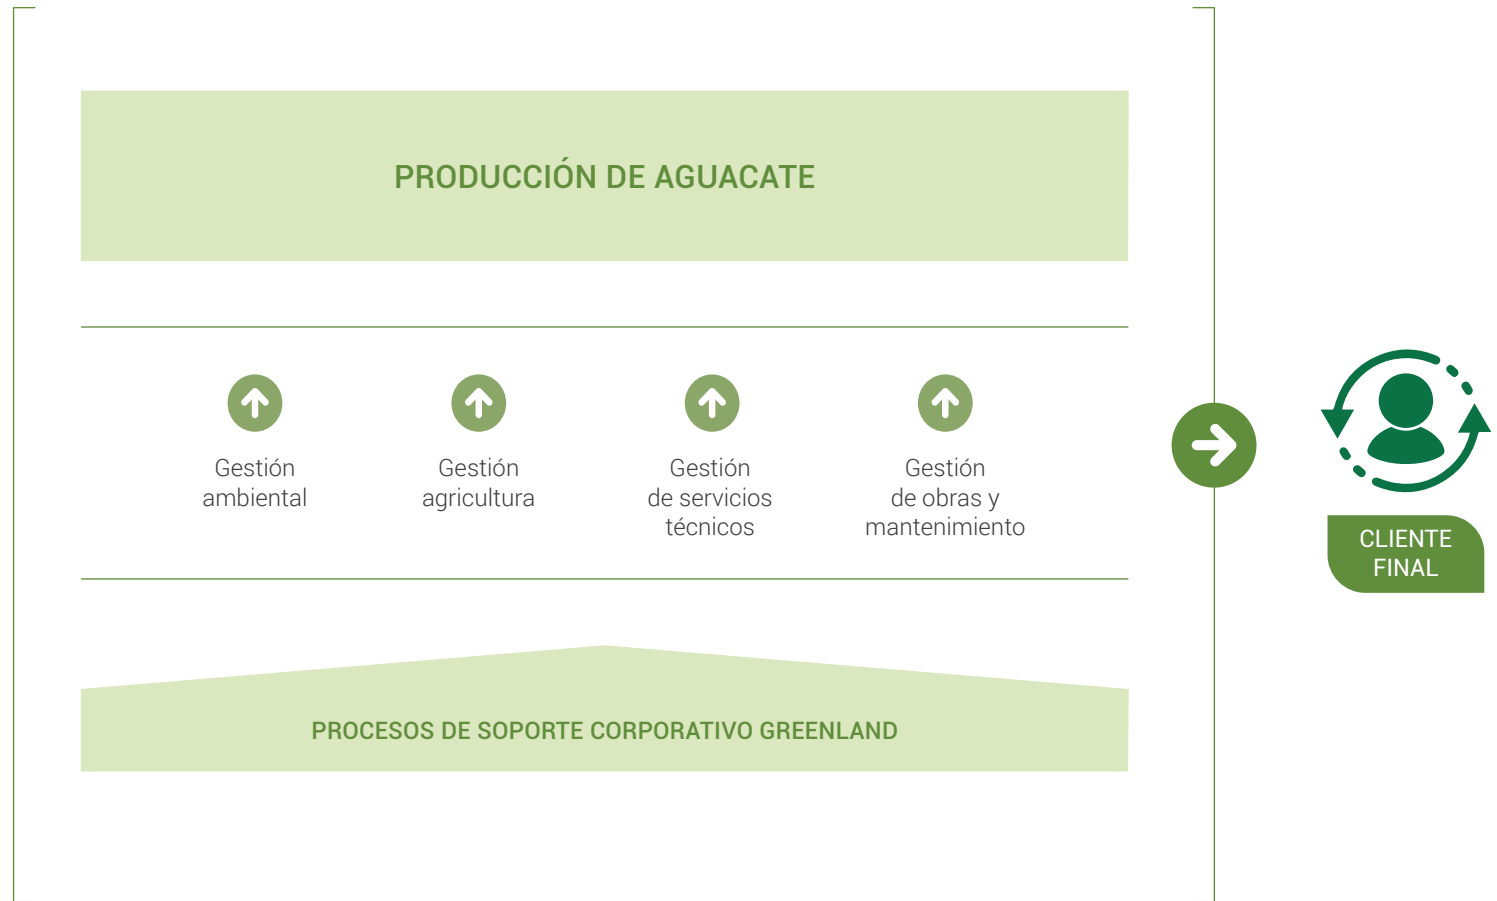 PRODUCCIÓN DE AGUACATE
Gestión
ambiental
Gestión
agricultura
Gestión
de servicios
técnicos
Gestión
de obras y
mantenimiento
PROCESOS DE SOPORTE CORPORATIVO GREENLAND
CLIENTE
FINAL